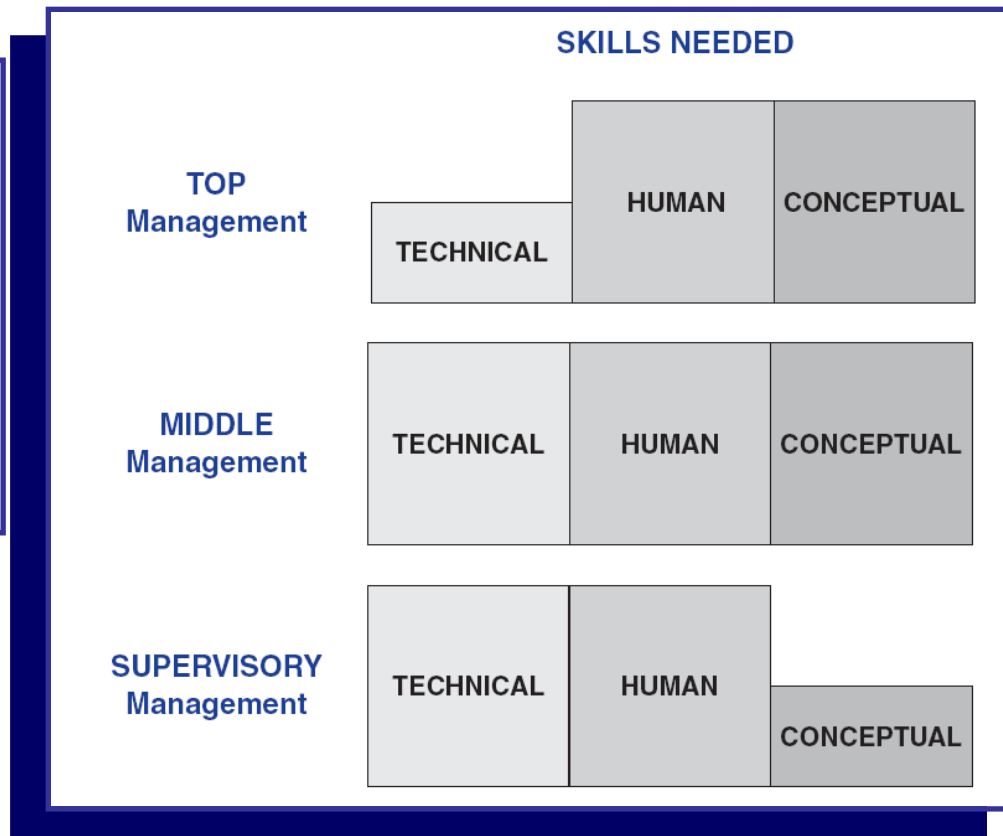 SKILLS NEEDED
TOP
Management
TECHNICAL
HUMAN
CONCEPTUAL
MIDDLE
Management
TECHNICAL
HUMAN
CONCEPTUAL
SUPERVISORY
Management
TECHNICAL
HUMAN
CONCEPTUAL